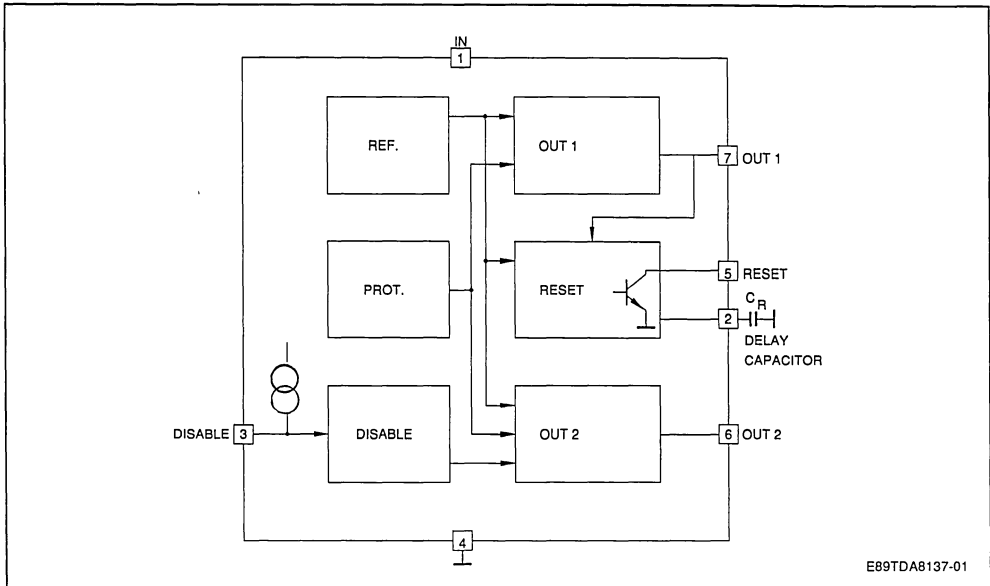 IN
1
REF.
OUT 1
7 OUT 1
PROT.
RESET
5 RESET
C_R
2
DELAY
CAPACITOR
DISABLE 3
DISABLE
OUT 2
6 OUT 2
4
E89TDA8137-01